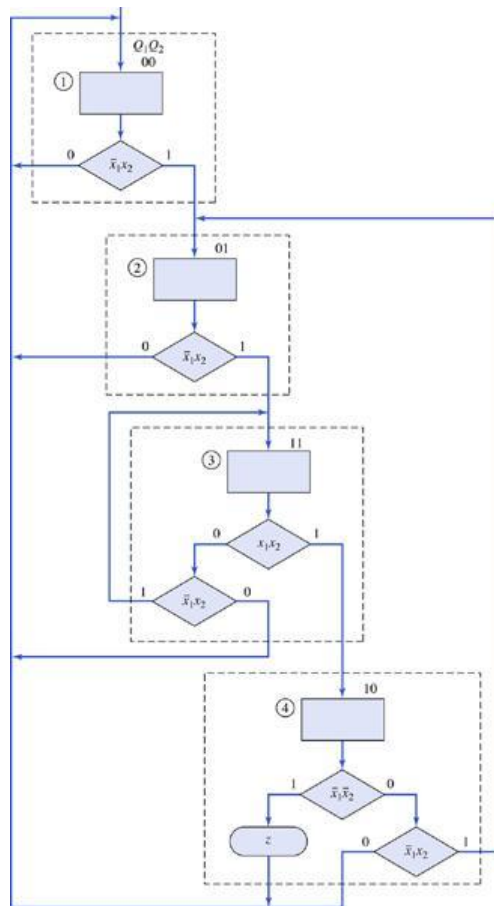 Q₁Q₂
00
①
0 x̄₁x₂ 1
01
②
0 x̄₁x₂ 1
11
③
0 x₁x₂ 1
1 x̄₁x₂ 0
10
④
1 x̄₁x̄₂ 0
z
0 x̄₁x₂ 1